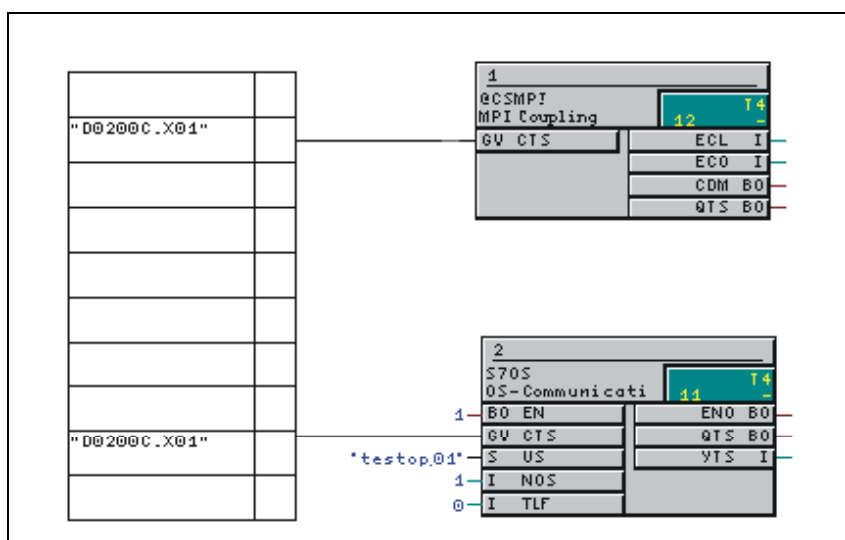 1
@CSMPI
MPI Coupling
T4
12 -
"D0200C.X01"
GV CTS
ECL I
ECO I
CDM BO
QTS BO
2
S7OS
OS-Communicati
T4
11 -
1 BO EN
ENO BO
"D0200C.X01"
GV CTS
QTS BO
"testop,01" S US
YTS I
1 I NOS
0 I TLF